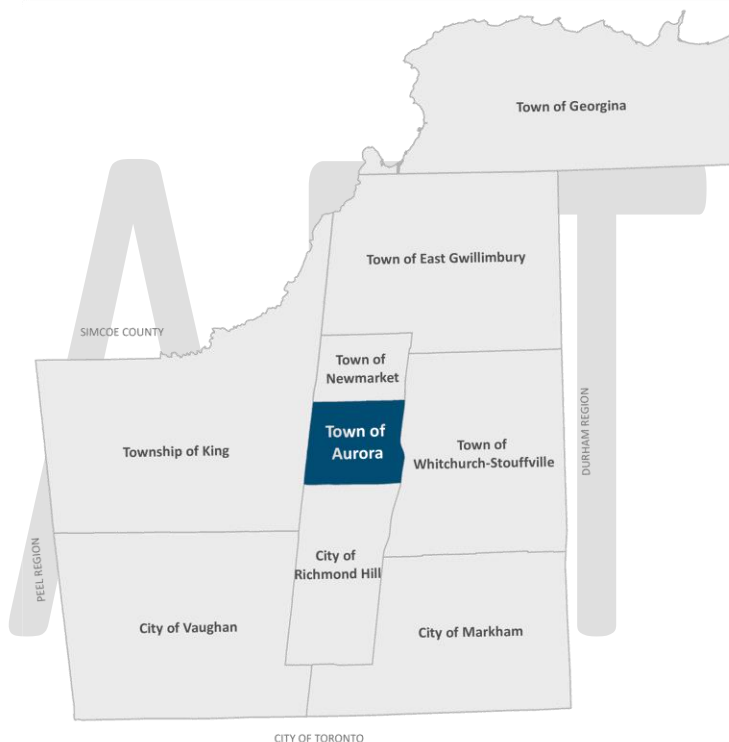 Town of Georgina
Town of East Gwillimbury
SIMCOE COUNTY
Town of
Newmarket
Town of
Aurora
Township of King
Town of
Whitchurch-Stouffville
DURHAM REGION
PEEL REGION
City of
Richmond Hill
City of Vaughan
City of Markham
CITY OF TORONTO